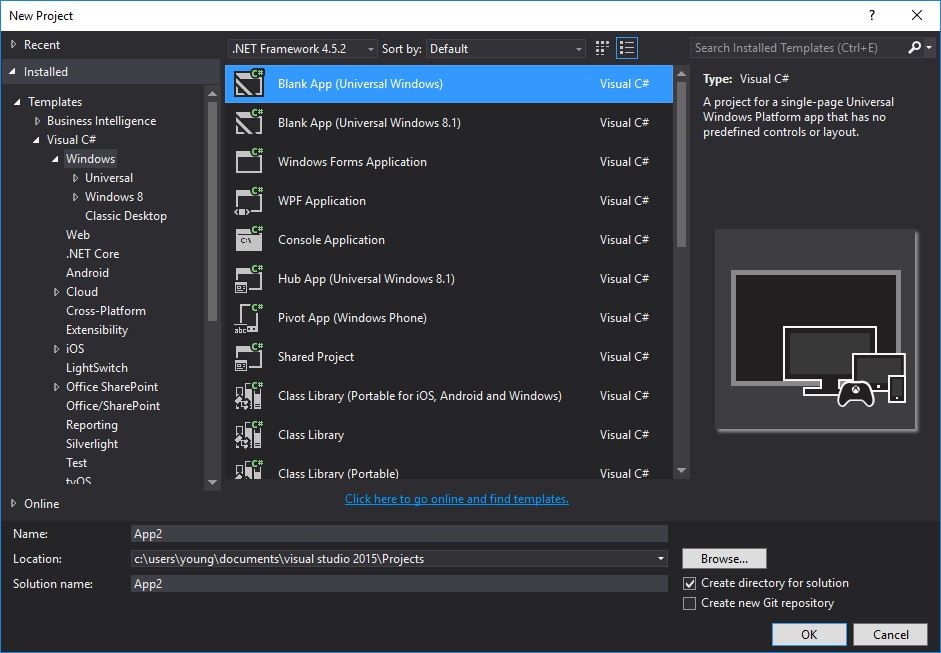 New Project
?
Recent
.NET Framework 4.5.2
Sort by:
Default
Search Installed Templates (Ctrl+E)
Installed
Templates
Business Intelligence
Visual C#
Windows
Universal
Windows 8
Classic Desktop
Web
.NET Core
Android
Cloud
Cross-Platform
Extensibility
iOS
LightSwitch
Office SharePoint
Office/SharePoint
Reporting
Silverlight
Test
tvOS
Online
C# Blank App (Universal Windows) Visual C#
C# Blank App (Universal Windows 8.1) Visual C#
C# Windows Forms Application Visual C#
C# WPF Application Visual C#
C# C:\ Console Application Visual C#
C# Hub App (Universal Windows 8.1) Visual C#
C# abc Pivot App (Windows Phone) Visual C#
C# Shared Project Visual C#
C# Class Library (Portable for iOS, Android and Windows) Visual C#
C# Class Library Visual C#
C# Class Library (Portable) Visual C#
Click here to go online and find templates.
Type: Visual C#
A project for a single-page Universal
Windows Platform app that has no
predefined controls or layout.
Name: App2
Location: c:\users\young\documents\visual studio 2015\Projects
Browse...
Solution name: App2
Create directory for solution
Create new Git repository
OK
Cancel